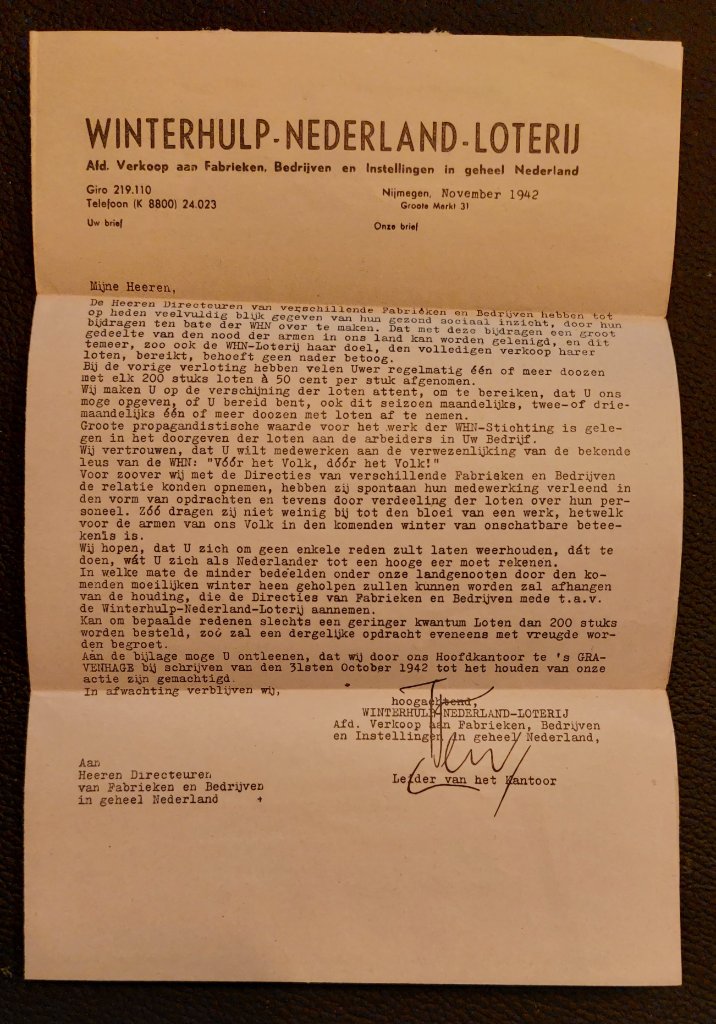 WINTERHULP-NEDERLAND-LOTERIJ
Afd. Verkoop aan Fabrieken, Bedrijven en Instellingen in geheel Nederland
Giro 219.110
Telefoon (K 8800) 24.023
Nijmegen, November 1942
Groote Markt 31
Uw brief
Onze brief
Mijne Heeren,
De Heeren Directeuren van verschillende Fabrieken en Bedrijven hebben tot
op heden veelvuldig blijk gegeven van hun gezond sociaal inzicht, door hun
bijdragen ten bate der WHN over te maken. Dat met deze bijdragen een groot
gedeelte van den nood der armen in ons land kan worden gelenigd, en dit
temeer, zoo ook de WHN-Loterij haar doel, den volledigen verkoop harer
loten, bereikt, behoeft geen nader betoog.
Bij de vorige verloting hebben velen Uwer regelmatig één of meer doozen
met elk 200 stuks loten à 50 cent per stuk afgenomen.
Wij maken U op de verschijning der loten attent, om te bereiken, dat U ons
moge opgeven, of U bereid bent, ook dit seizoen maandelijks, twee-of drie-
maandelijks één of meer doozen met loten af te nemen.
Groote propagandistische waarde voor het werk der WHN-Stichting is gele-
gen in het doorgeven der loten aan de arbeiders in Uw Bedrijf.
Wij vertrouwen, dat U wilt medewerken aan de verwezenlijking van de bekende
leus van de WHN: "Vóór het Volk, dóór het Volk!"
Voor zoover wij met de Directies van verschillende Fabrieken en Bedrijven
de relatie konden opnemen, hebben zij spontaan hun medewerking verleend in
den vorm van opdrachten en tevens door verdeeling der loten over hun per-
soneel. Zóó dragen zij niet weinig bij tot den bloei van een werk, hetwelk
voor de armen van ons Volk in den komenden winter van onschatbare betee-
kenis is.
Wij hopen, dat U zich om geen enkele reden zult laten weerhouden, dát te
doen, wát U zich als Nederlander tot een hooge eer moet rekenen.
In welke mate de minder bedeelden onder onze landgenooten door den ko-
menden moeilijken winter heen geholpen zullen kunnen worden zal afhangen
van de houding, die de Directies van Fabrieken en Bedrijven mede t.a.v.
de Winterhulp-Nederland-Loterij aannemen.
Kan om bepaalde redenen slechts een geringer kwantum Loten dan 200 stuks
worden besteld, zoo zal een dergelijke opdracht eveneens met vreugde wor-
den begroet.
Aan de bijlage moge U ontleenen, dat wij door ons Hoofdkantoor te 's GRA-
VENHAGE bij schrijven van den 31sten October 1942 tot het houden van onze
actie zijn gemachtigd.
In afwachting verblijven wij,
hoogachtend,
WINTERHULP-NEDERLAND-LOTERIJ
Afd. Verkoop aan Fabrieken, Bedrijven
en Instellingen in geheel Nederland,
Leider van het Kantoor
Aan
Heeren Directeuren
van Fabrieken en Bedrijven
in geheel Nederland +